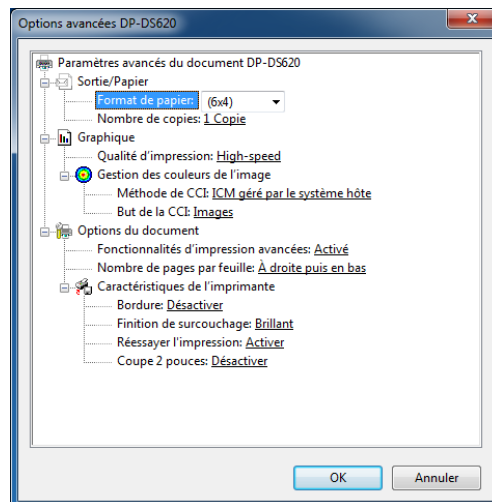 Options avancées DP-DS620
Paramètres avancés du document DP-DS620
Sortie/Papier
Format de papier: (6x4)
Nombre de copies: 1 Copie
Graphique
Qualité d'impression: High-speed
Gestion des couleurs de l'image
Méthode de CCI: ICM géré par le système hôte
But de la CCI: Images
Options du document
Fonctionnalités d'impression avancées: Activé
Nombre de pages par feuille: À droite puis en bas
Caractéristiques de l'imprimante
Bordure: Désactiver
Finition de surcouchage: Brillant
Réessayer l'impression: Activer
Coupe 2 pouces: Désactiver
OK Annuler